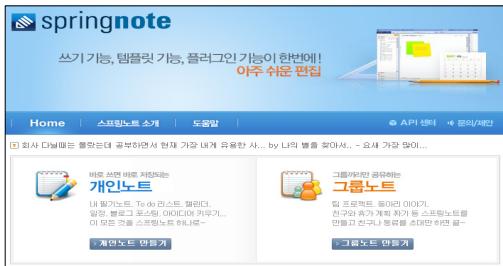 springnote
쓰기 기능, 템플릿 기능, 플러그인 기능이 한번에!
아주 쉬운 편집
Home 스프링노트 소개 도움말 API 센터 문의/제안
회사 다닐때는 몰랐는데 공부하면서 현재 가장 내게 유용한 사... by 나의 별을 찾아서.. - 요새 가장 많이...
바로 쓰면 바로 저장되는
개인노트
내 필기노트, To do 리스트, 캘린더,
일정, 블로그 포스팅, 아이디어 키우기...
이 모든 것을 스프링노트 하나로~
개인노트 만들기
그룹끼리만 공유하는
그룹노트
팀 프로젝트, 동아리 이야기,
친구와 휴가 계획 짜기 등 스프링노트를
만들고 친구나 동료를 초대만 하면 끝~
그룹노트 만들기